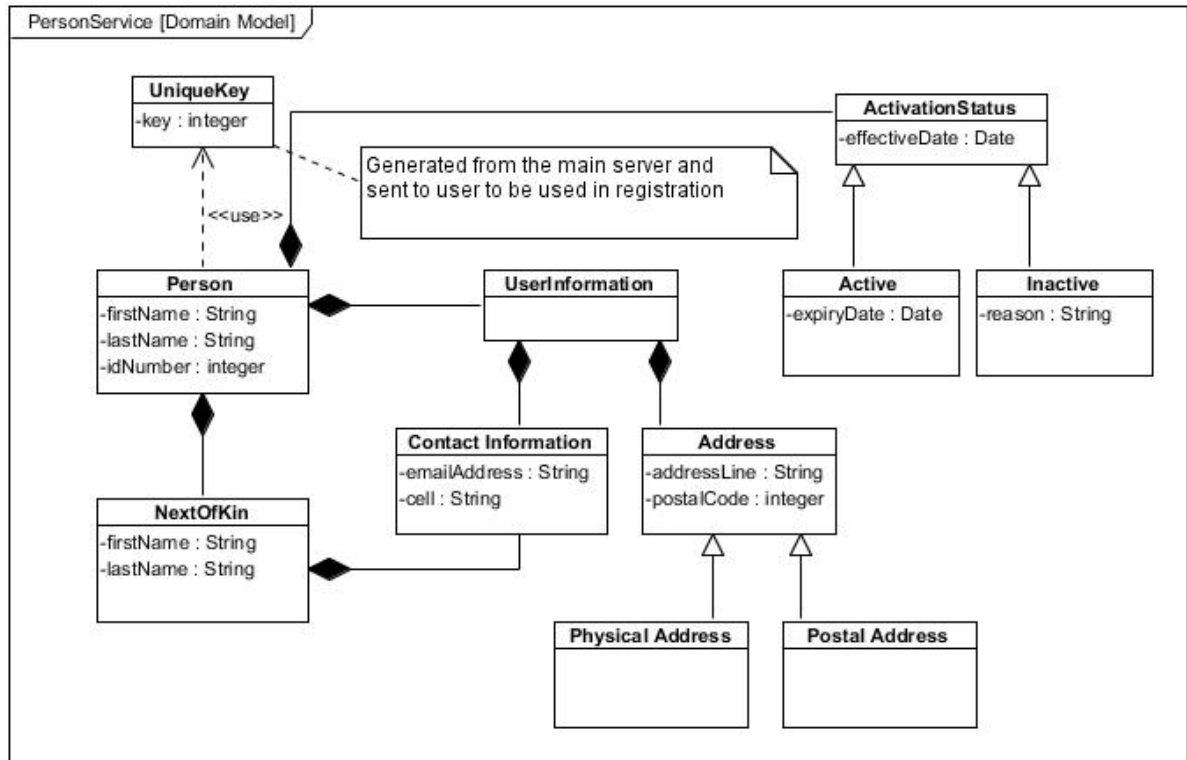 PersonService [Domain Model]
UniqueKey
-key : integer
ActivationStatus
-effectiveDate : Date
Generated from the main server and
sent to user to be used in registration
<<use>>
Person
-firstName : String
-lastName : String
-idNumber : integer
UserInformation
Active
-expiryDate : Date
Inactive
-reason : String
Contact Information
-emailAddress : String
-cell : String
Address
-addressLine : String
-postalCode : integer
NextOfKin
-firstName : String
-lastName : String
Physical Address
Postal Address